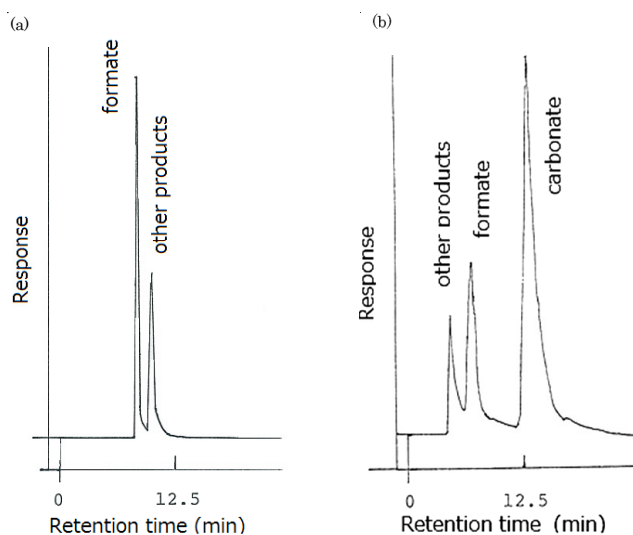 (a)
formate
other products
Response
0
12.5
Retention time (min)
(b)
other products
formate
carbonate
Response
0
12.5
Retention time (min)